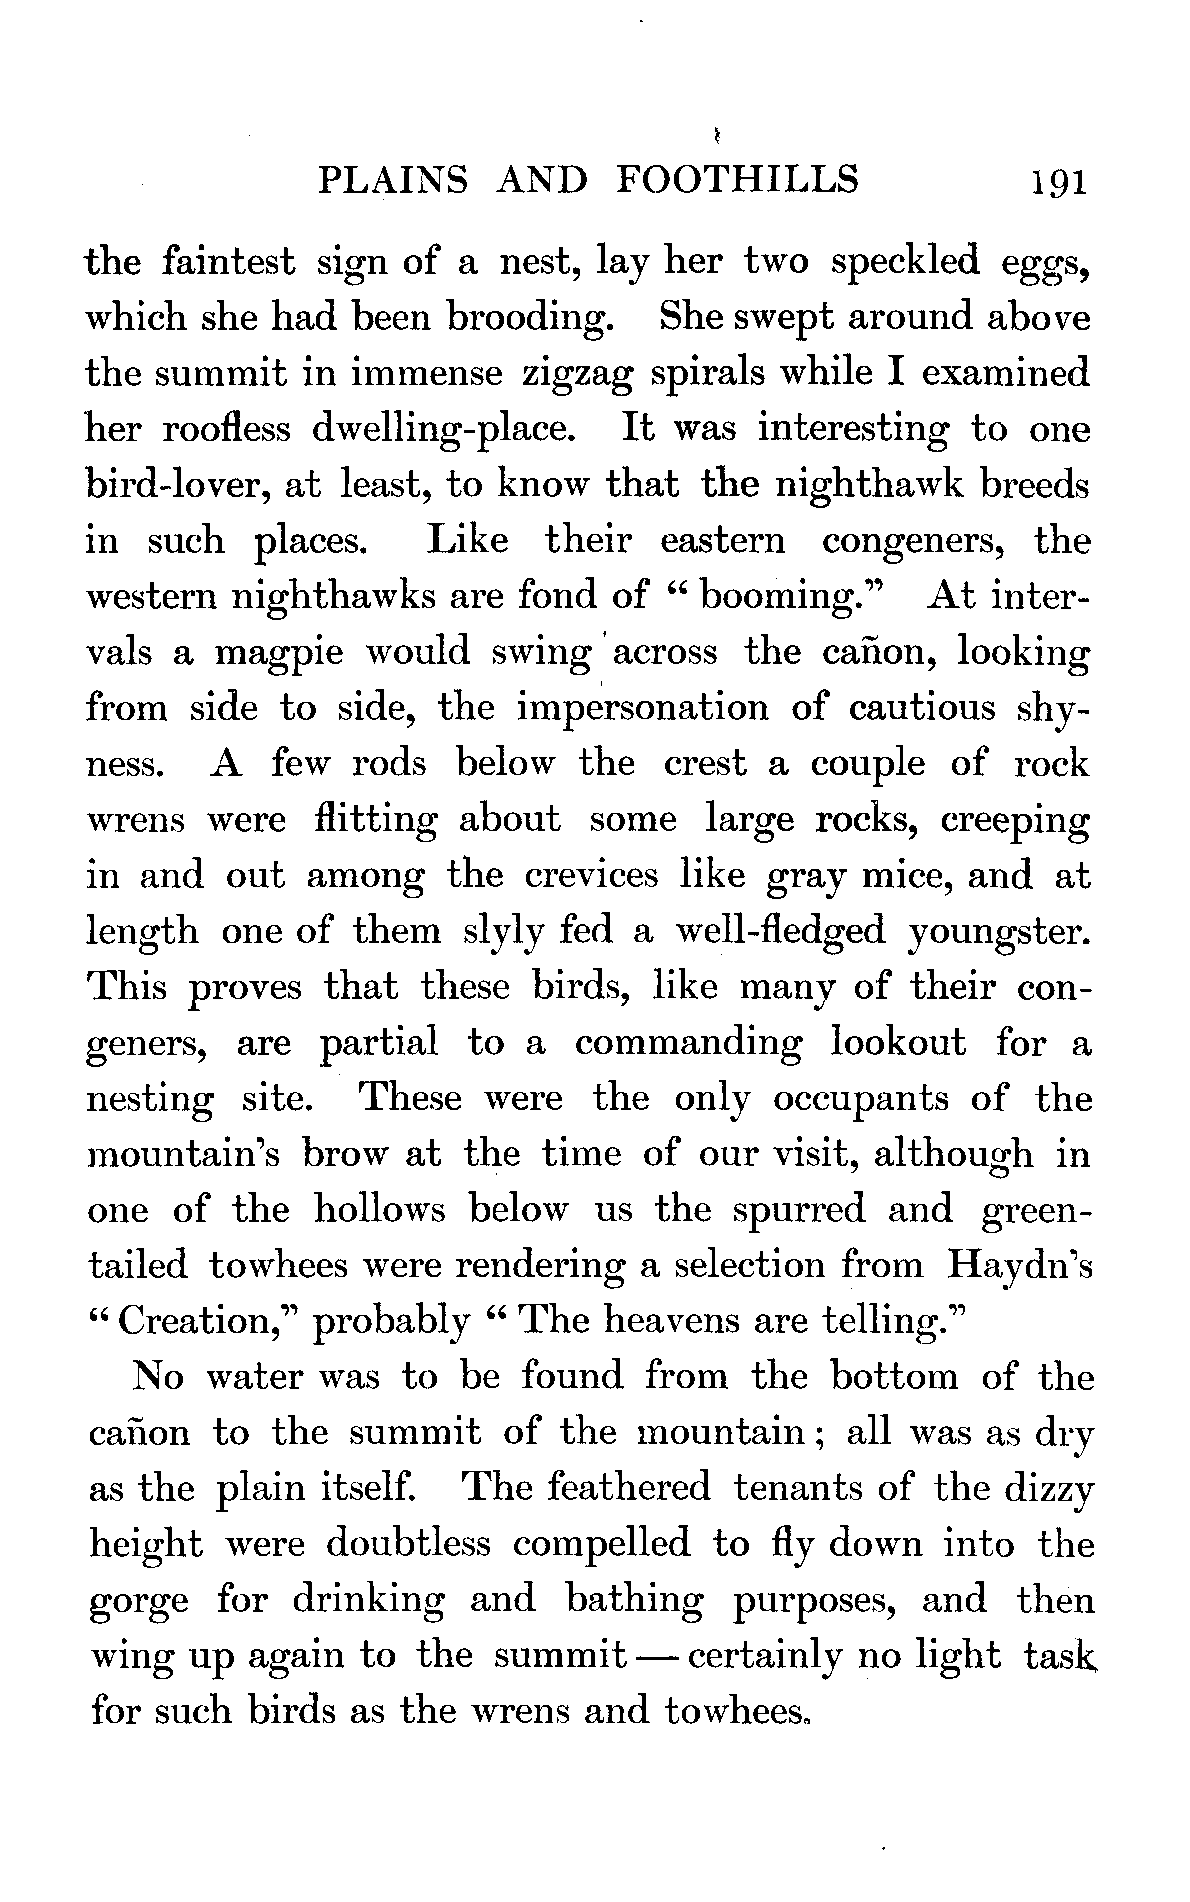 PLAINS AND FOOTHILLS 191
the faintest sign of a nest, lay her two speckled eggs,
which she had been brooding. She swept around above
the summit in immense zigzag spirals while I examined
her roofless dwelling-place. It was interesting to one
bird-lover, at least, to know that the nighthawk breeds
in such places. Like their eastern congeners, the
western nighthawks are fond of “ booming.” At inter-
vals a magpie would swing across the cañon, looking
from side to side, the impersonation of cautious shy-
ness. A few rods below the crest a couple of rock
wrens were flitting about some large rocks, creeping
in and out among the crevices like gray mice, and at
length one of them slyly fed a well-fledged youngster.
This proves that these birds, like many of their con-
geners, are partial to a commanding lookout for a
nesting site. These were the only occupants of the
mountain's brow at the time of our visit, although in
one of the hollows below us the spurred and green-
tailed towhees were rendering a selection from Haydn's
“ Creation,” probably “ The heavens are telling.”
No water was to be found from the bottom of the
cañon to the summit of the mountain ; all was as dry
as the plain itself. The feathered tenants of the dizzy
height were doubtless compelled to fly down into the
gorge for drinking and bathing purposes, and then
wing up again to the summit — certainly no light task
for such birds as the wrens and towhees.